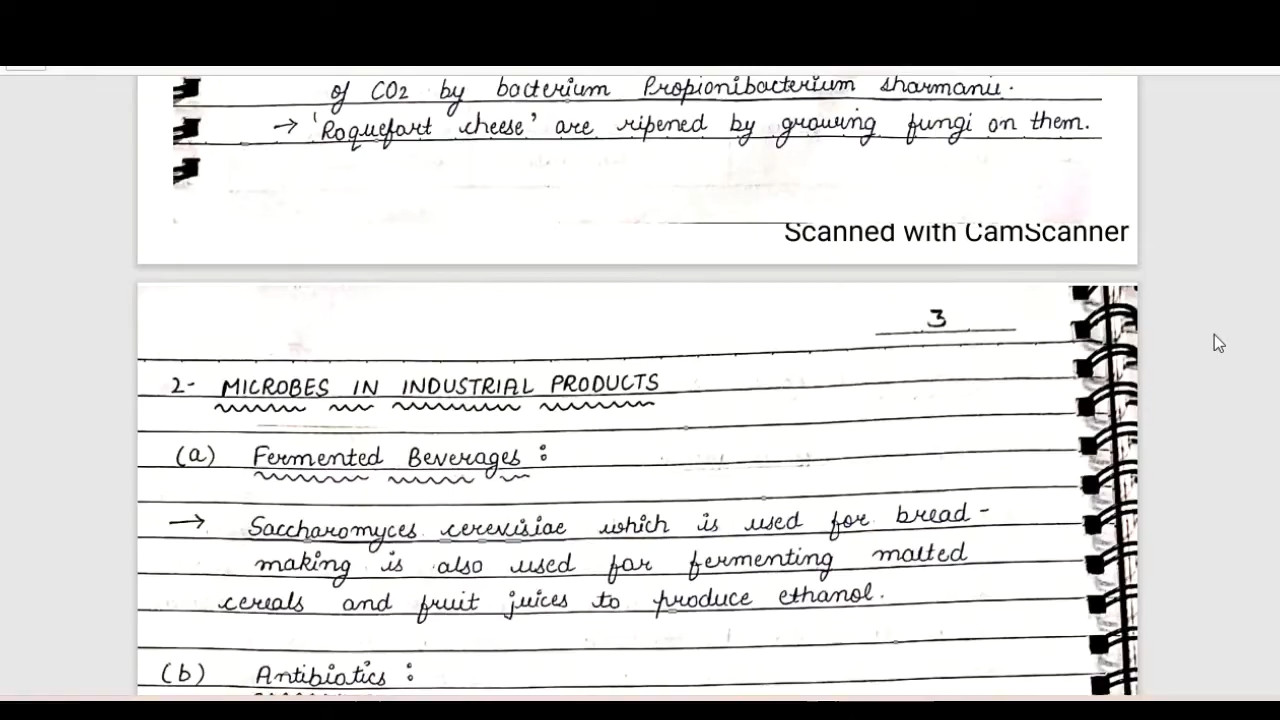 of CO2 by bacterium Propionibacterium sharmanii.
→ 'Roquefort cheese' are ripened by growing fungi on them.
Scanned with CamScanner
3
2- MICROBES IN INDUSTRIAL PRODUCTS
(a) Fermented Beverages :
→ Saccharomyces cerevisiae which is used for bread-
making is also used for fermenting malted
cereals and fruit juices to produce ethanol.
(b) Antibiotics :